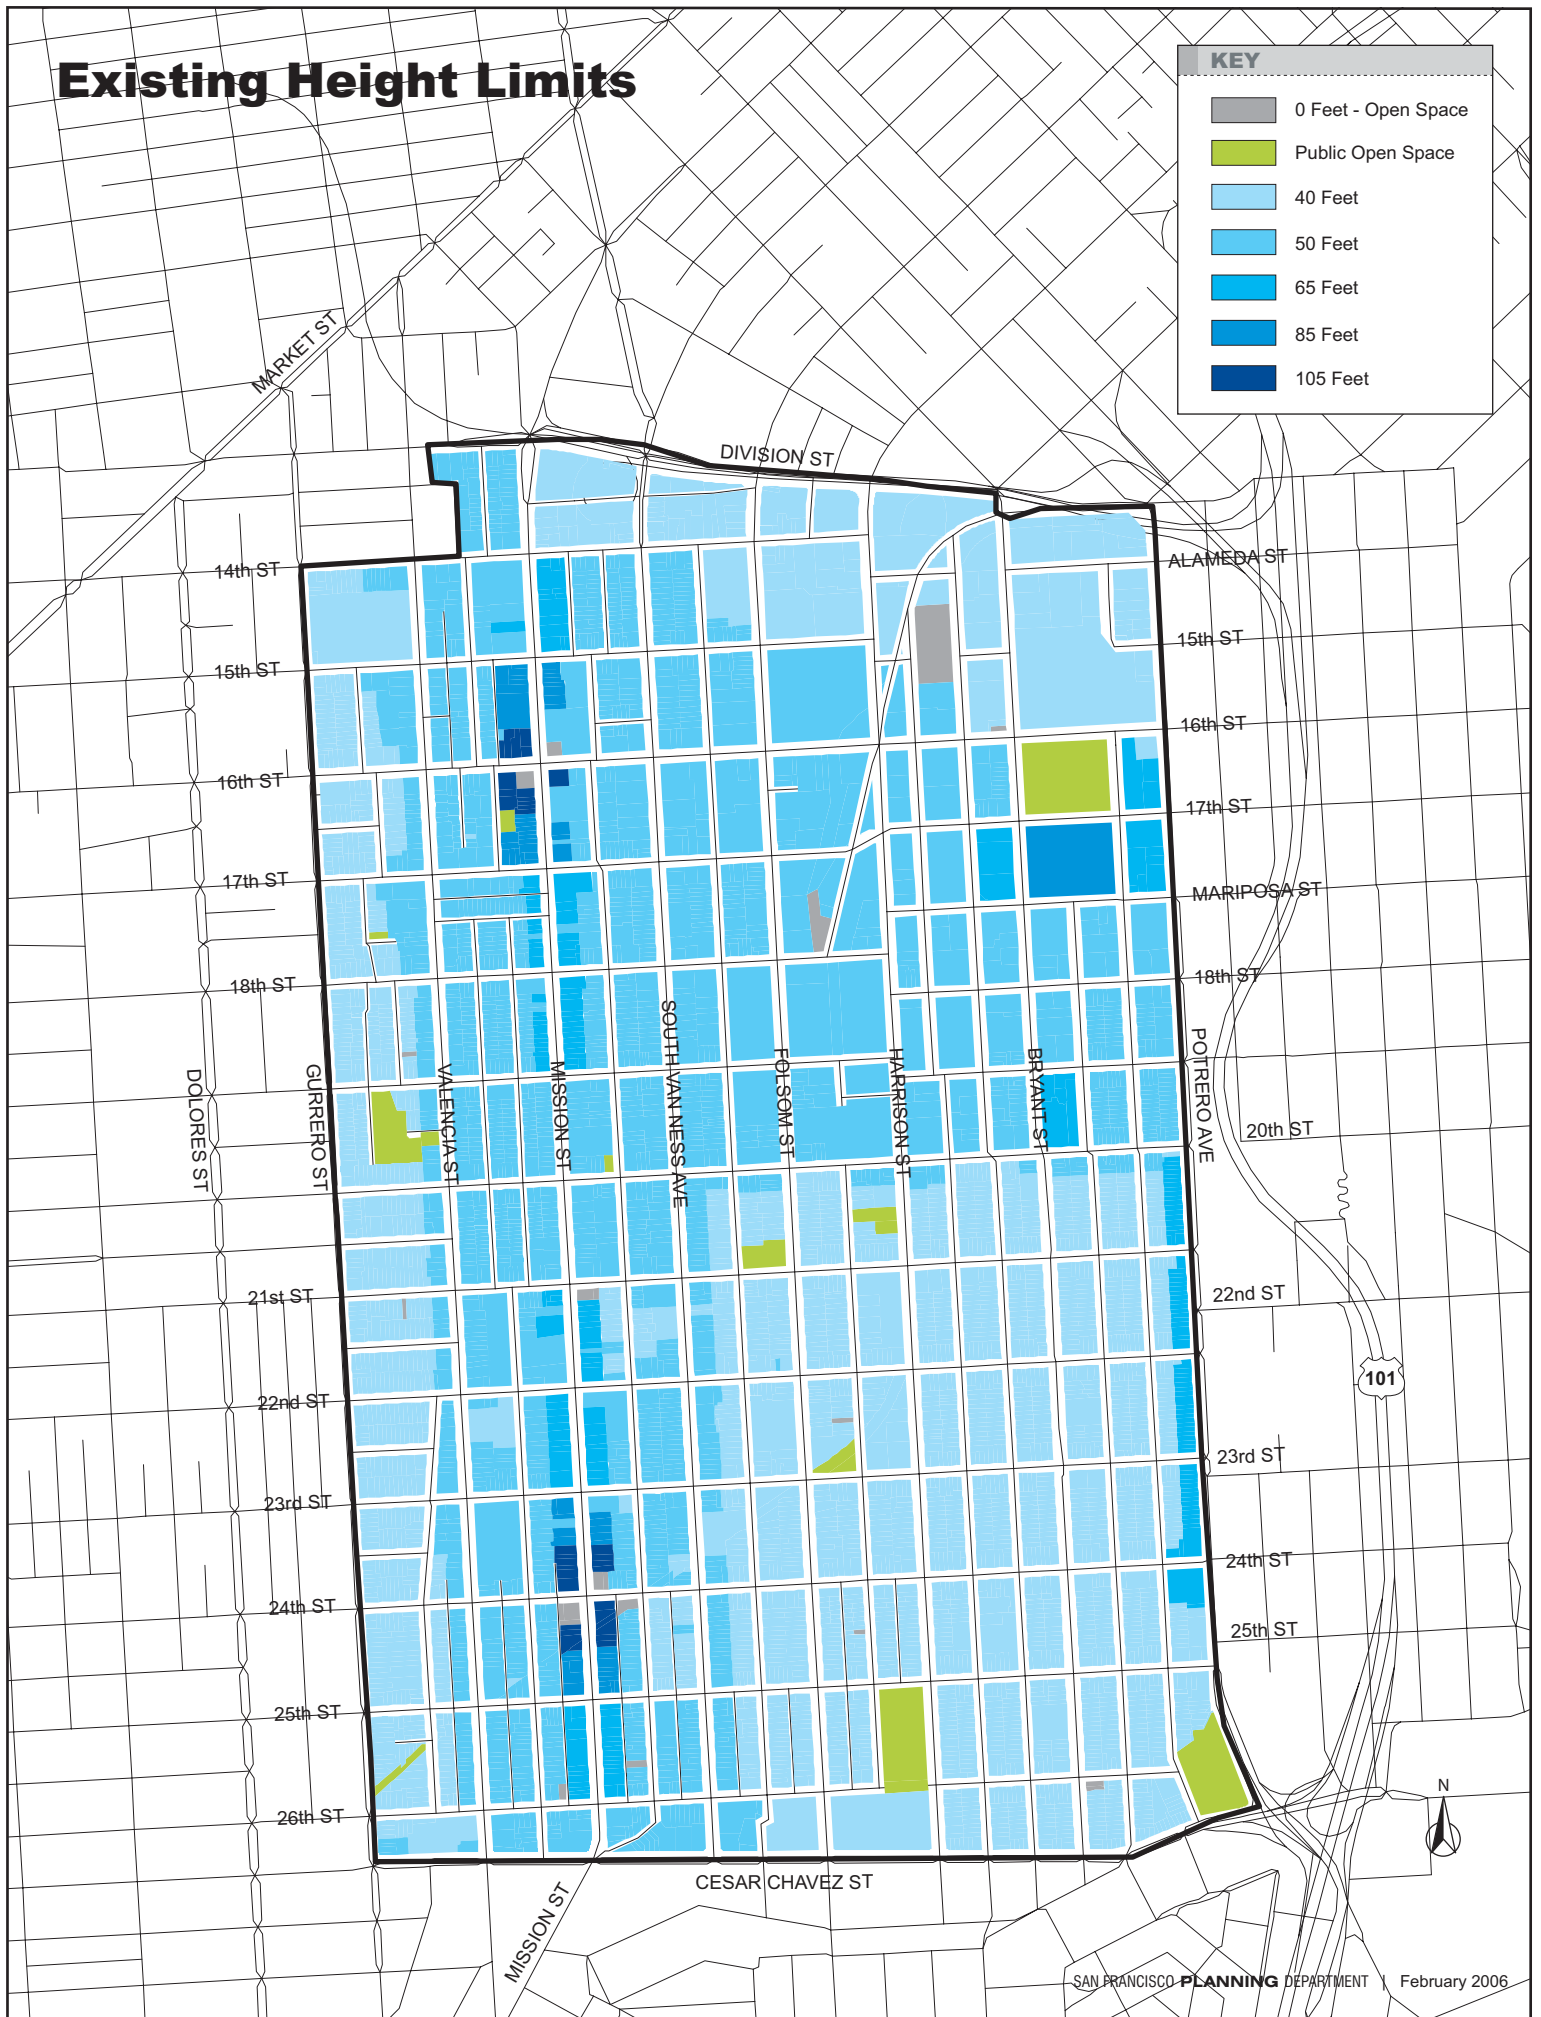 Existing Height Limits
KEY
0 Feet - Open Space
Public Open Space
40 Feet
50 Feet
65 Feet
85 Feet
105 Feet
MARKET ST
DIVISION ST
ALAMEDA ST
14th ST
15th ST
15th ST
16th ST
16th ST
17th ST
17th ST
MARIPOSA ST
18th ST
18th ST
DOLORES ST
GURRERO ST
VALENCIA ST
MISSION ST
SOUTH VAN NESS AVE
FOLSOM ST
HARRISON ST
BRYANT ST
POTRERO AVE
20th ST
21st ST
22nd ST
22nd ST
101
23rd ST
23rd ST
24th ST
24th ST
25th ST
25th ST
26th ST
N
CESAR CHAVEZ ST
MISSION ST
SAN FRANCISCO PLANNING DEPARTMENT | February 2006